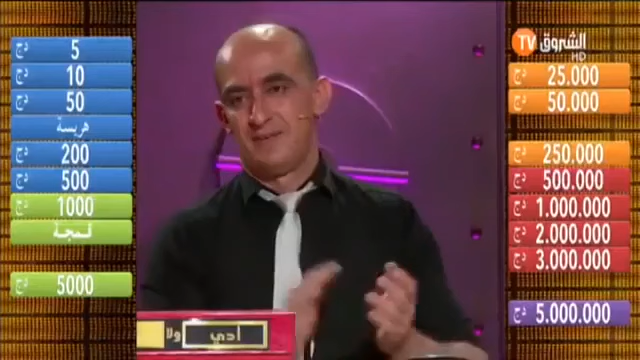 الشروق TV
HD
5 دج
10 دج
50 دج
هريسة
200 دج
500 دج
1000 دج
لمجة
5000 دج
25.000 دج
50.000 دج
250.000 دج
500.000 دج
1.000.000 دج
2.000.000 دج
3.000.000 دج
5.000.000 دج
أدي ولا